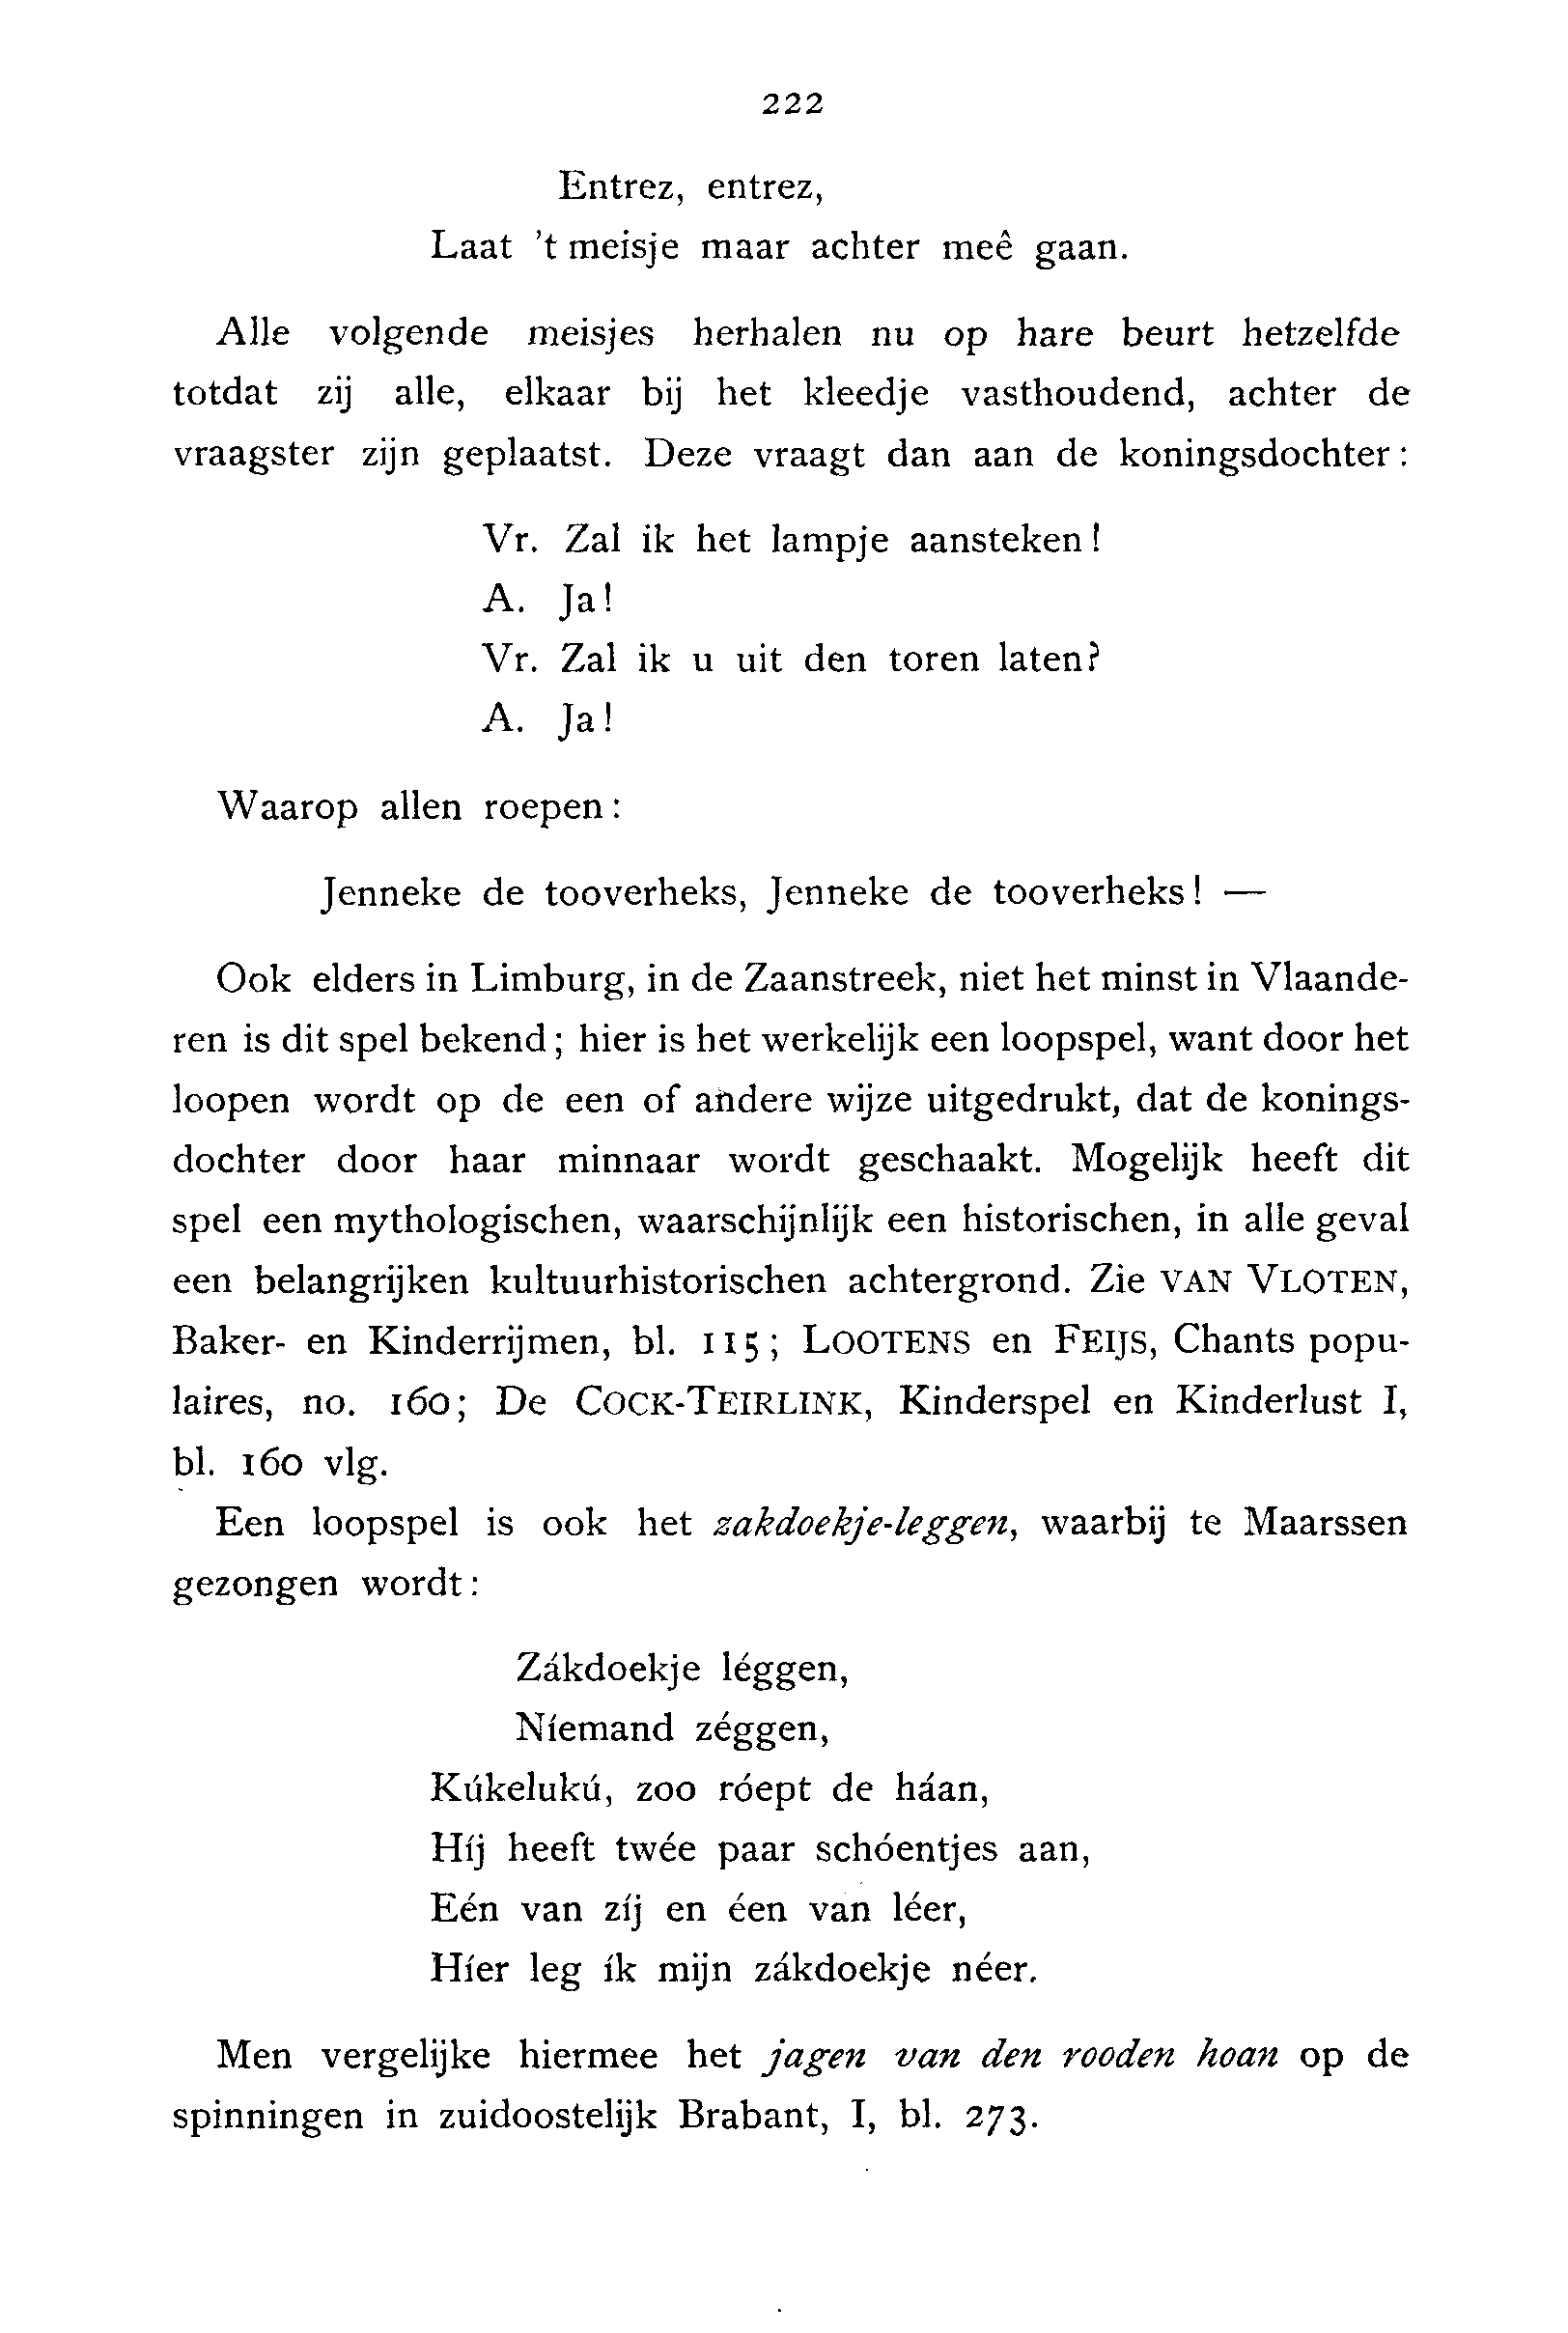 222
Entrez, entrez,
Laat 't meisje maar achter meê gaan.
Alle volgende meisjes herhalen nu op hare beurt hetzelfde
totdat zij alle, elkaar bij het kleedje vasthoudend, achter de
vraagster zijn geplaatst. Deze vraagt dan aan de koningsdochter:
Vr. Zal ik het lampje aansteken!
A. Ja!
Vr. Zal ik u uit den toren laten?
A. Ja!
Waarop allen roepen:
Jenneke de tooverheks, Jenneke de tooverheks! —
Ook elders in Limburg, in de Zaanstreek, niet het minst in Vlaande-
ren is dit spel bekend; hier is het werkelijk een loopspel, want door het
loopen wordt op de een of andere wijze uitgedrukt, dat de konings-
dochter door haar minnaar wordt geschaakt. Mogelijk heeft dit
spel een mythologischen, waarschijnlijk een historischen, in alle geval
een belangrijken kultuurhistorischen achtergrond. Zie VAN VLOTEN,
Baker- en Kinderrijmen, bl. 115; LOOTENS en FEIJS, Chants popu-
laires, no. 160; De COCK-TEIRLINK, Kinderspel en Kinderlust I,
bl. 160 vlg.
Een loopspel is ook het zakdoekje-leggen, waarbij te Maarssen
gezongen wordt:
Zákdoekje léggen,
Níemand zéggen,
Kúkelukú, zoo róept de háan,
Híj heeft twée paar schóentjes aan,
Eén van zíj en éen van léer,
Híer leg ík mijn zákdoekje néer.
Men vergelijke hiermee het jagen van den rooden hoan op de
spinningen in zuidoostelijk Brabant, I, bl. 273.